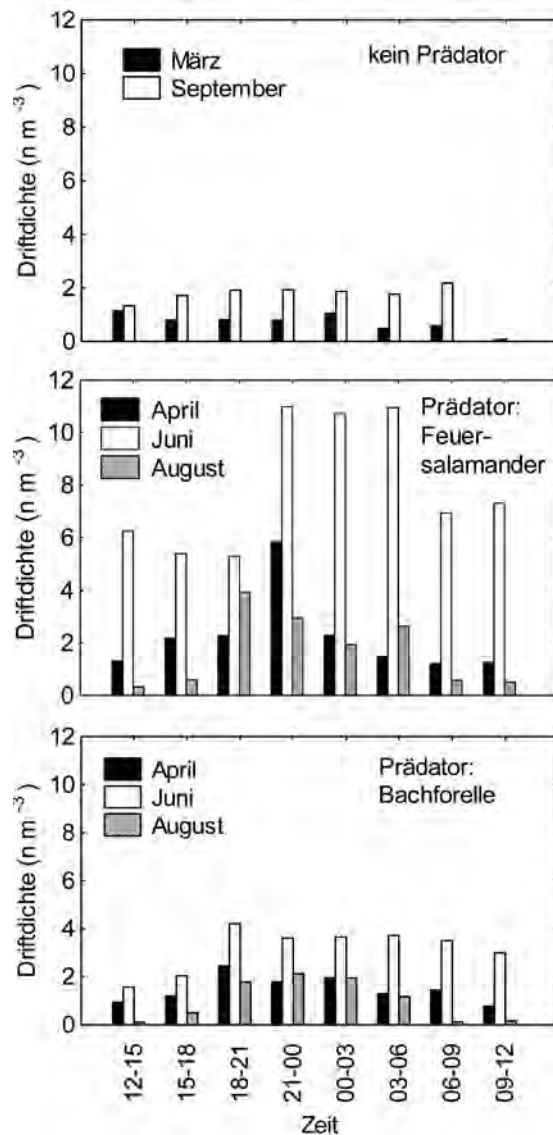 12
10
8
6
4
2
0
Driftdichte (n m⁻³)
März
September
kein Prädator
12
10
8
6
4
2
0
Driftdichte (n m⁻³)
April
Juni
August
Prädator:
Feuer-
salamander
12
10
8
6
4
2
0
Driftdichte (n m⁻³)
April
Juni
August
Prädator:
Bachforelle
12-15
15-18
18-21
21-00
00-03
03-06
06-09
09-12
Zeit